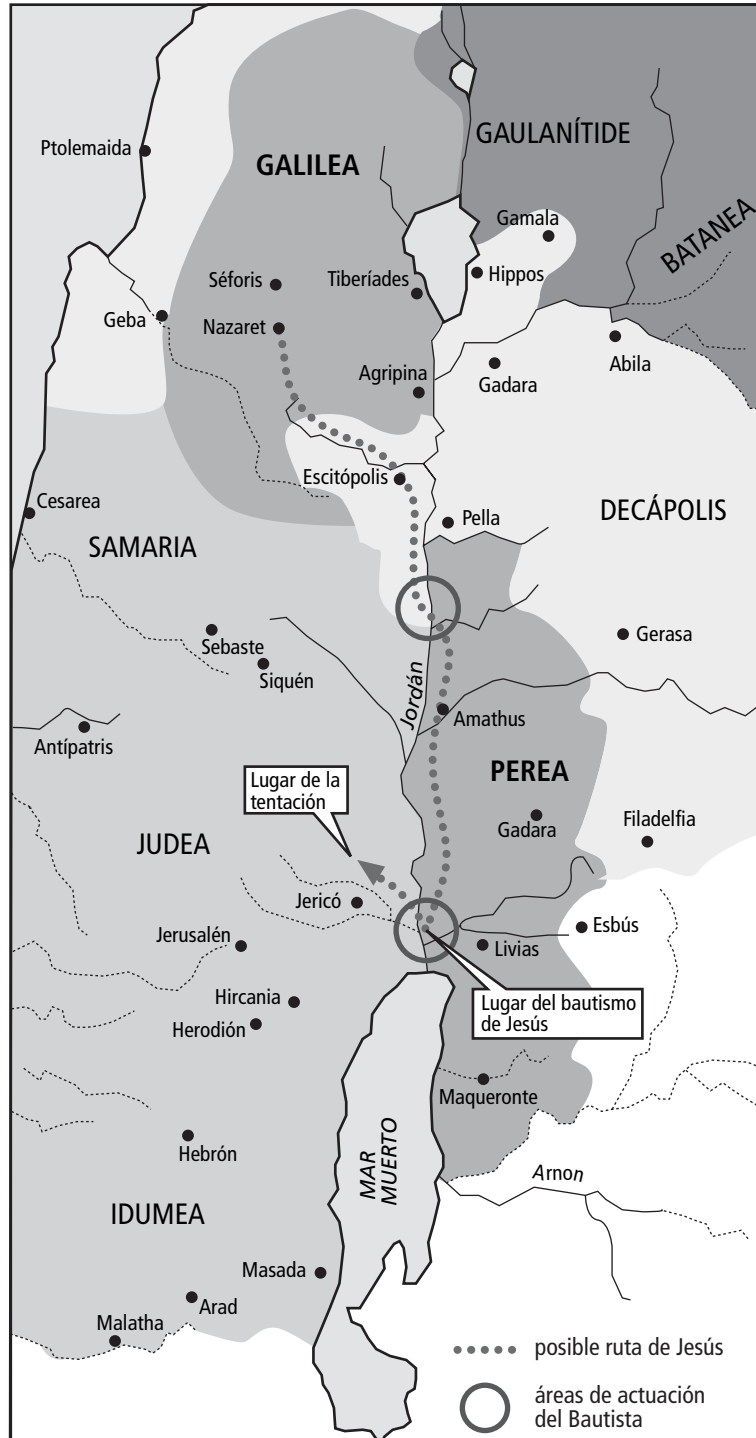 Ptolemaida
GALILEA
GAULANÍTIDE
BATANEA
Gamala
Séforis
Tiberíades
Hippos
Geba
Nazaret
Abila
Agripina
Gadara
Escitópolis
Cesarea
Pella
DECÁPOLIS
SAMARIA
Sebaste
Gerasa
Siquén
Jordán
Amathus
Antípatris
PEREA
Lugar de la
tentación
Gadara
Filadelfia
JUDEA
Jericó
Esbús
Jerusalén
Livias
Hircania
Lugar del bautismo
de Jesús
Herodión
Maqueronte
Hebrón
MAR
MUERTO
Arnon
IDUMEA
Masada
Arad
Malatha
posible ruta de Jesús
áreas de actuación
del Bautista